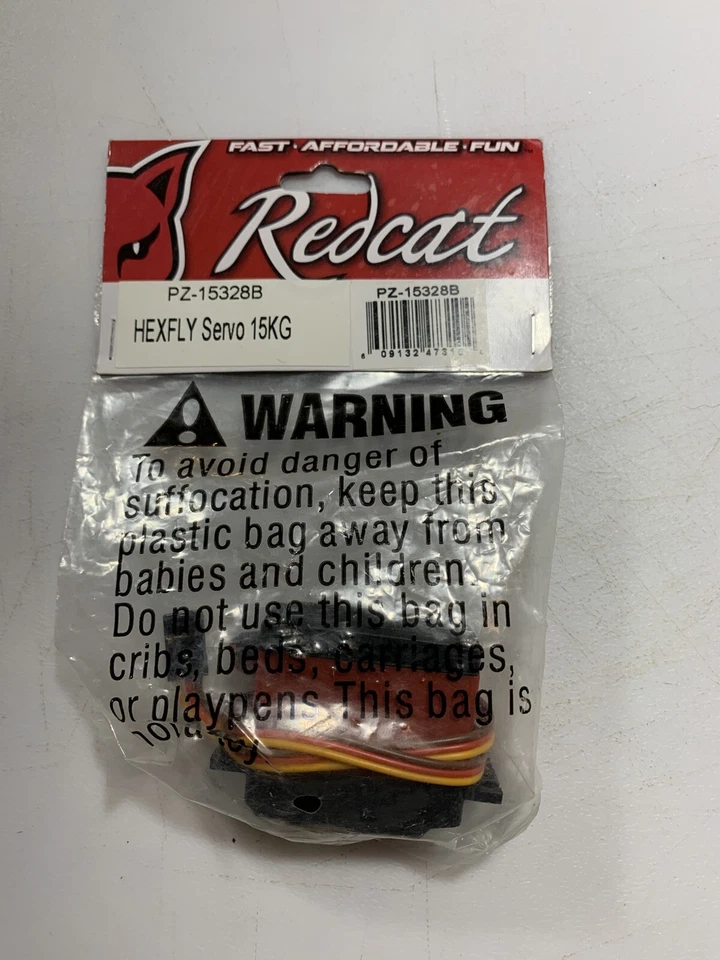 FAST · AFFORDABLE · FUN
Redcat
PZ-15328B
HEXFLY Servo 15KG
PZ-15328B
6 09132
WARNING
To avoid danger of
suffocation, keep this
plastic bag away from
babies and children.
Do not use this bag in
cribs, beds, carriages,
or playpens This bag is